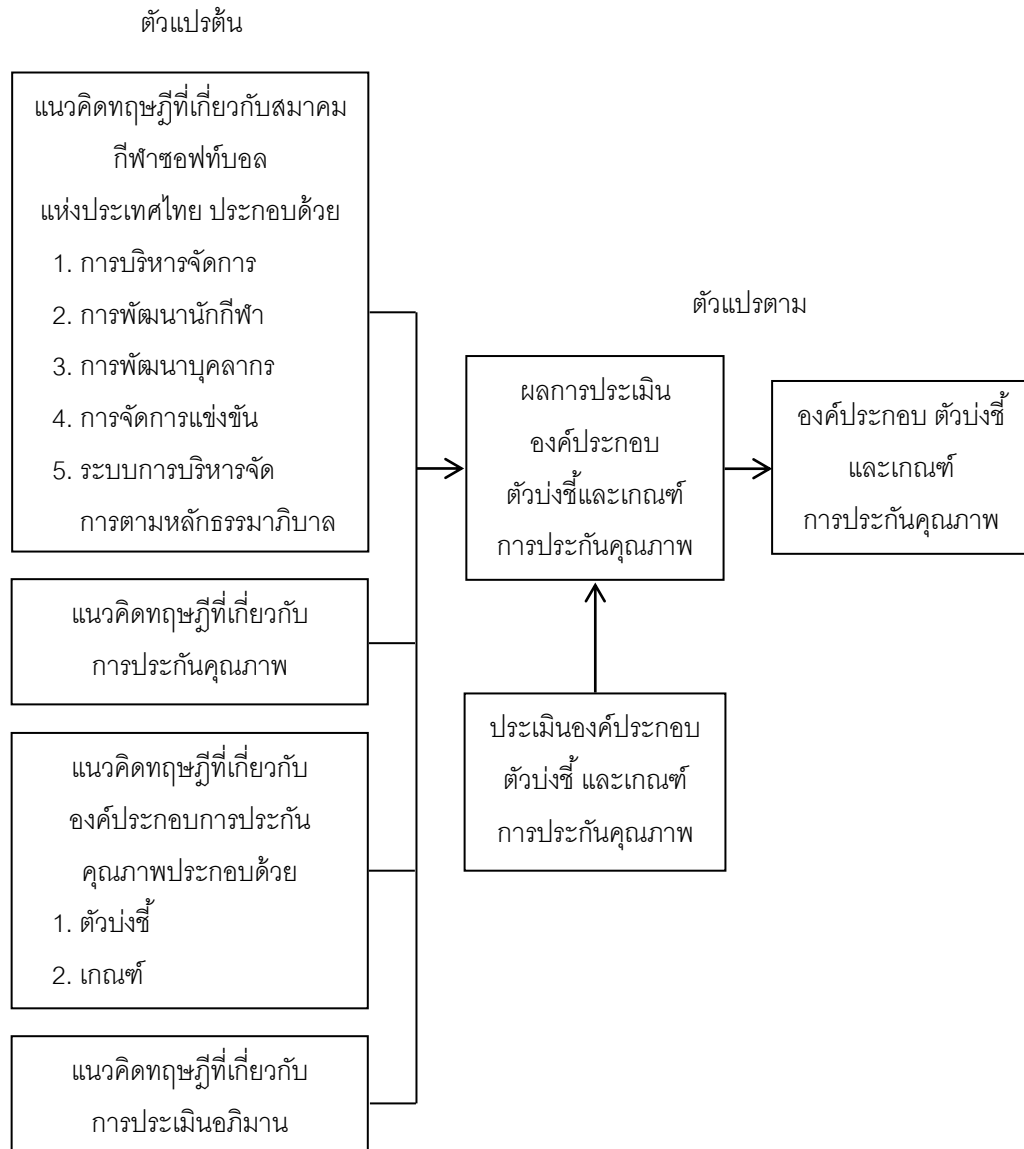 ตัวแปรต้น
แนวคิดทฤษฎีที่เกี่ยวกับสมาคม
กีฬาซอฟท์บอล
แห่งประเทศไทย ประกอบด้วย
1. การบริหารจัดการ
2. การพัฒนานักกีฬา
3. การพัฒนาบุคลากร
4. การจัดการแข่งขัน
5. ระบบการบริหารจัด
การตามหลักธรรมาภิบาล
แนวคิดทฤษฎีที่เกี่ยวกับ
การประกันคุณภาพ
แนวคิดทฤษฎีที่เกี่ยวกับ
องค์ประกอบการประกัน
คุณภาพประกอบด้วย
1. ตัวบ่งชี้
2. เกณฑ์
แนวคิดทฤษฎีที่เกี่ยวกับ
การประเมินอภิมาน
ผลการประเมิน
องค์ประกอบ
ตัวบ่งชี้และเกณฑ์
การประกันคุณภาพ
ประเมินองค์ประกอบ
ตัวบ่งชี้ และเกณฑ์
การประกันคุณภาพ
ตัวแปรตาม
องค์ประกอบ ตัวบ่งชี้
และเกณฑ์
การประกันคุณภาพ